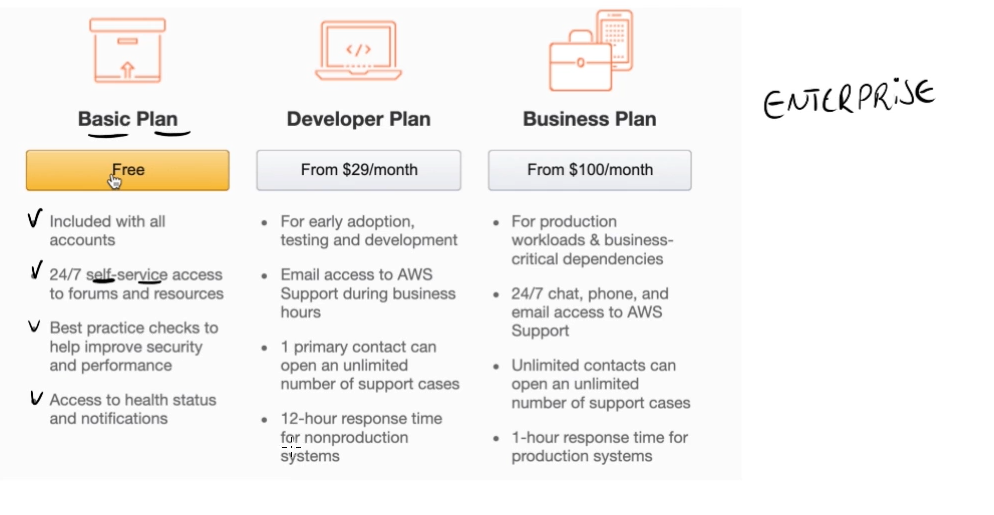 Basic Plan
Free
Included with all
accounts
24/7 self-service access
to forums and resources
Best practice checks to
help improve security
and performance
Access to health status
and notifications
</>
Developer Plan
From $29/month
• For early adoption,
testing and development
• Email access to AWS
Support during business
hours
• 1 primary contact can
open an unlimited
number of support cases
• 12-hour response time
for nonproduction
systems
Business Plan
From $100/month
• For production
workloads & business-
critical dependencies
• 24/7 chat, phone, and
email access to AWS
Support
• Unlimited contacts can
open an unlimited
number of support cases
• 1-hour response time for
production systems
ENTERPRiSE